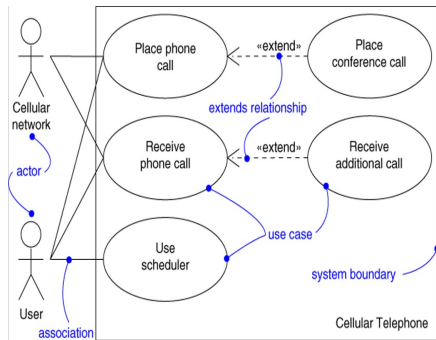 Place phone
call
«extend»
Place
conference call
Cellular
network
extends relationship
actor
Receive
phone call
«extend»
Receive
additional call
use case
Use
scheduler
system boundary
User
association
Cellular Telephone